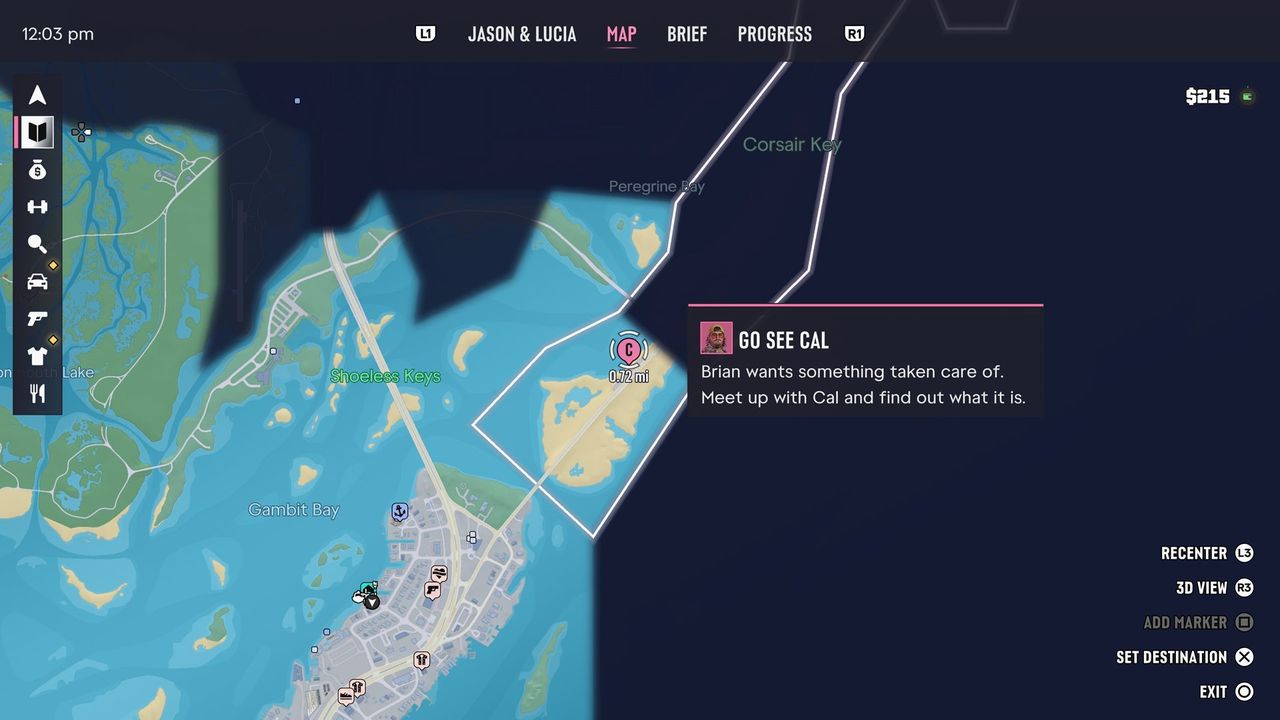 12:03 pm
L1 JASON & LUCIA MAP BRIEF PROGRESS R1
$215
Corsair Key
Peregrine Bay
GO SEE CAL
Brian wants something taken care of.
Meet up with Cal and find out what it is.
C
0.72 mi
Lake
Shoeless Keys
Gambit Bay
RECENTER L3
3D VIEW R3
ADD MARKER
SET DESTINATION
EXIT